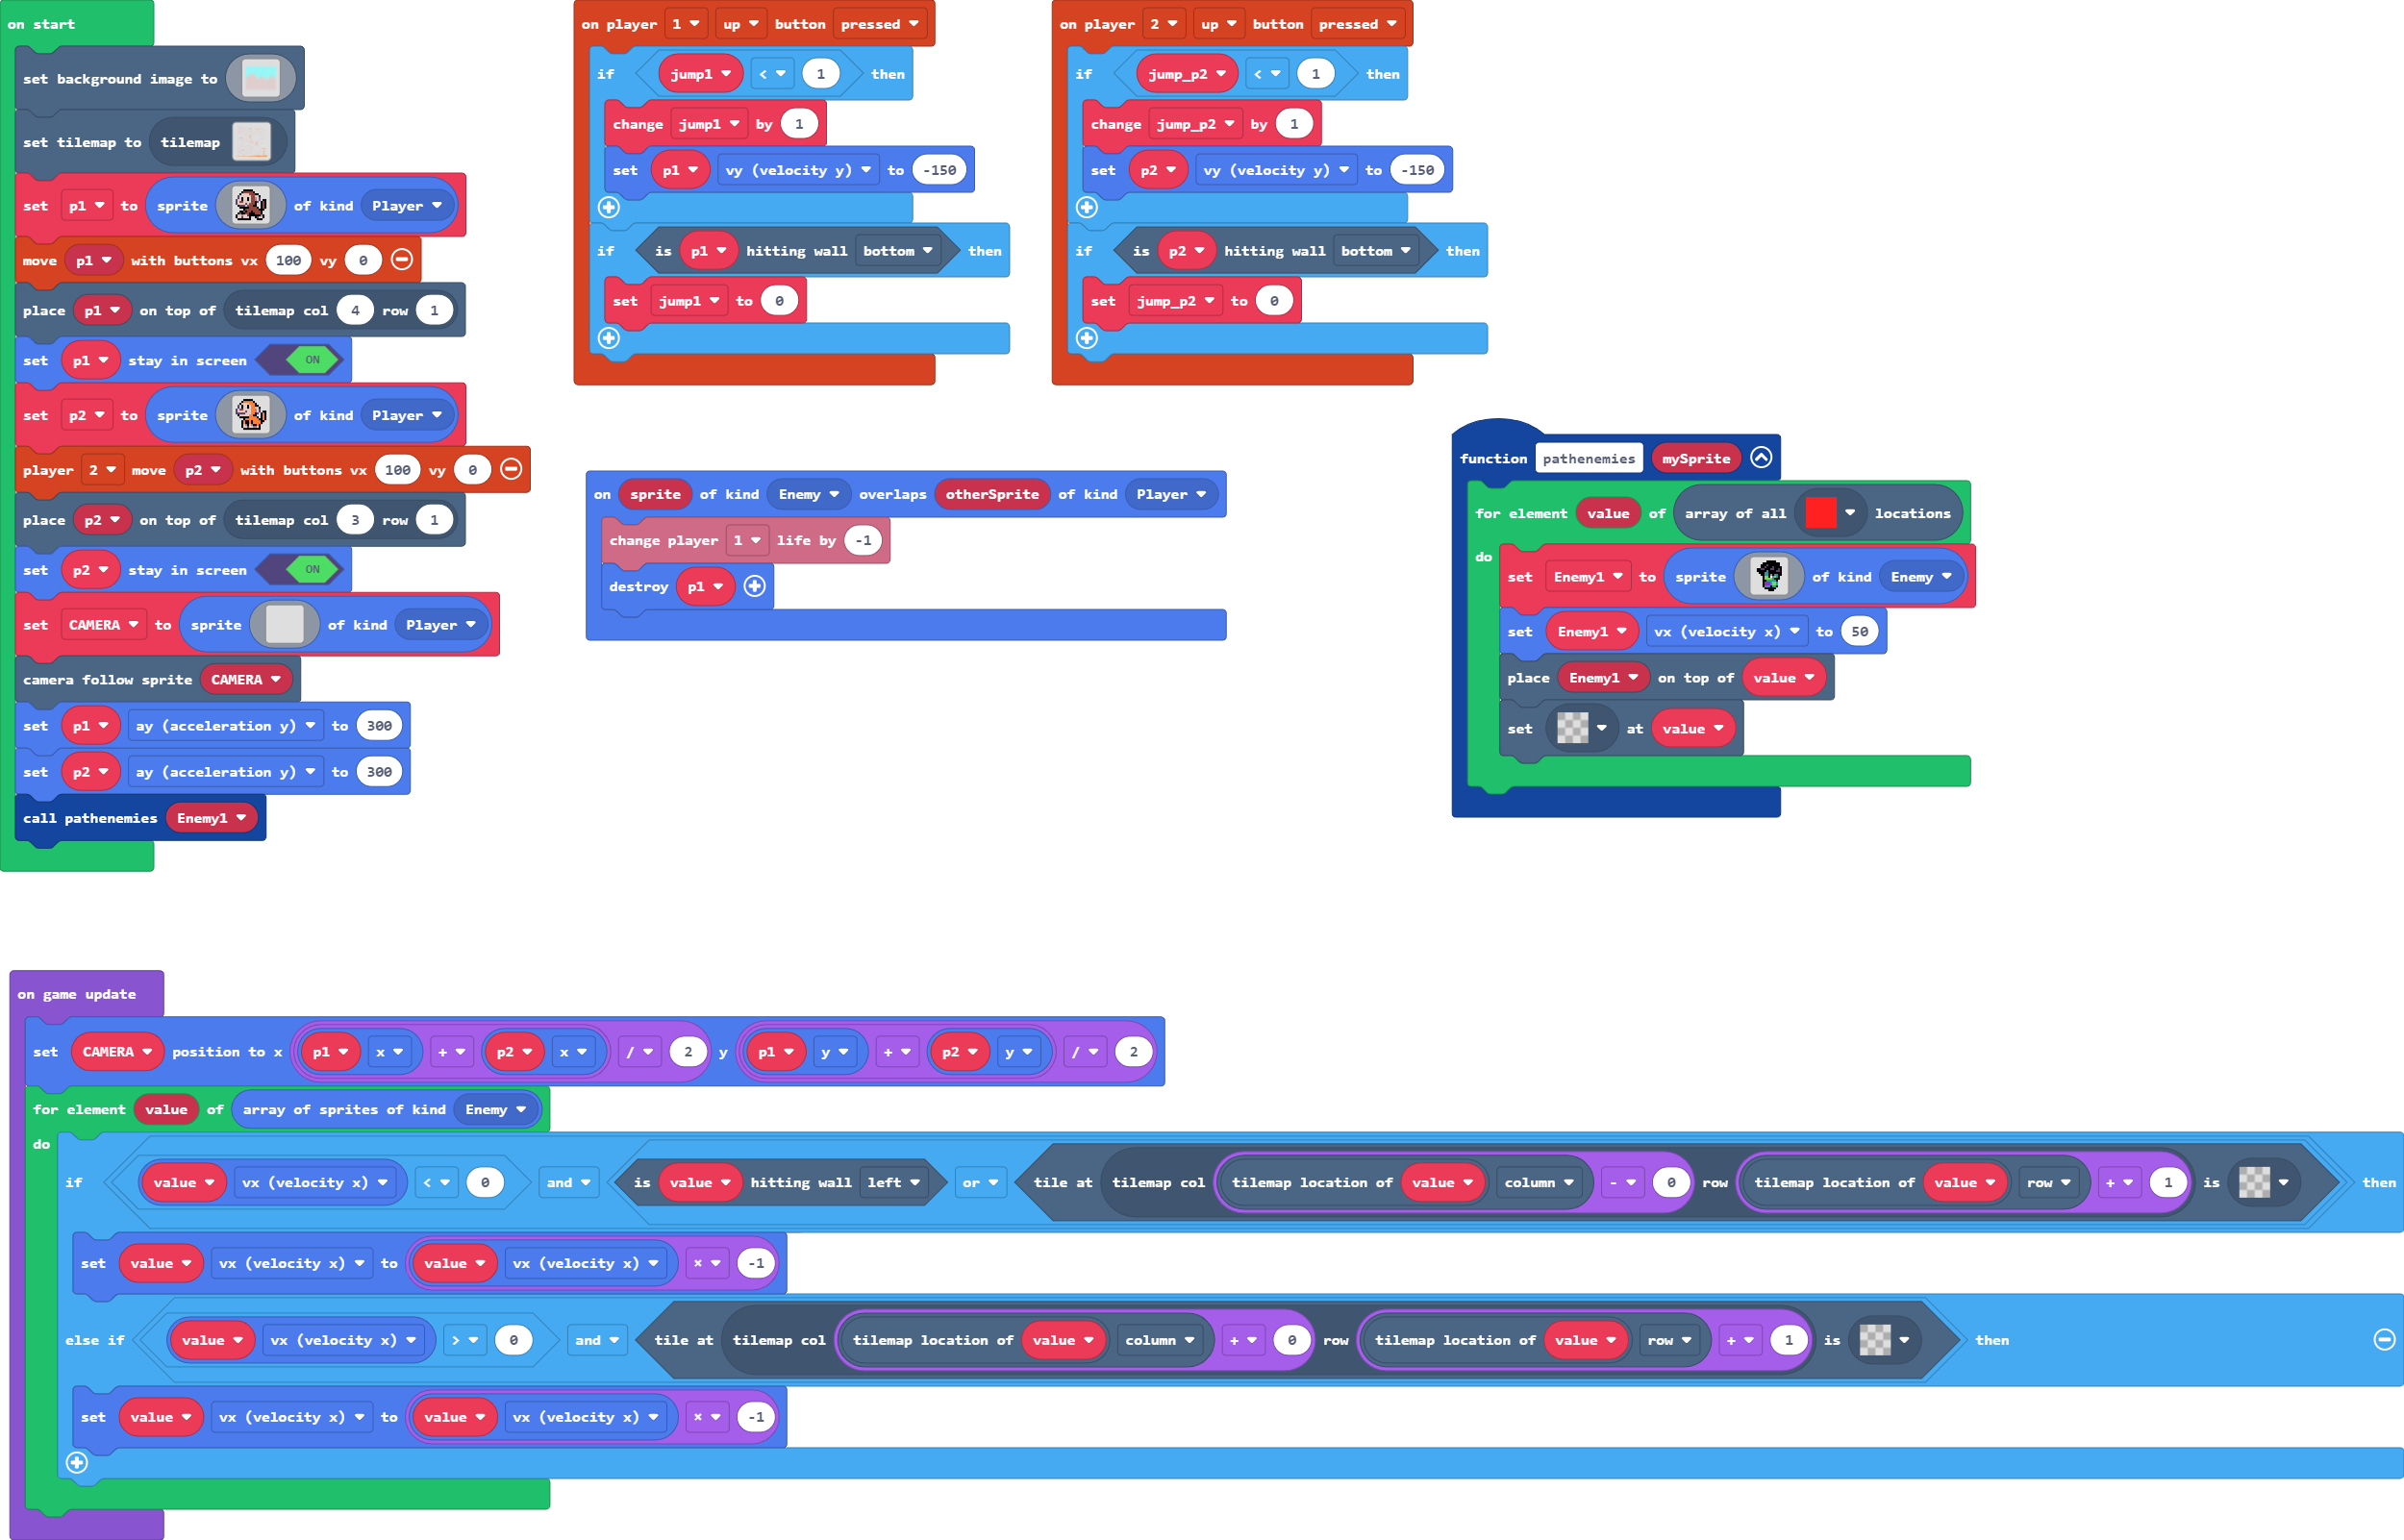 on start
set background image to
set tilemap to tilemap
set p1 to sprite of kind Player
move p1 with buttons vx 100 vy 0
place p1 on top of tilemap col 4 row 1
set p1 stay in screen ON
set p2 to sprite of kind Player
player 2 move p2 with buttons vx 100 vy 0
place p2 on top of tilemap col 3 row 1
set p2 stay in screen ON
set CAMERA to sprite of kind Player
camera follow sprite CAMERA
set p1 ay (acceleration y) to 300
set p2 ay (acceleration y) to 300
call pathenemies Enemy1
on player 1 up button pressed
if jump1 < 1 then
change jump1 by 1
set p1 vy (velocity y) to -150
if is p1 hitting wall bottom then
set jump1 to 0
on player 2 up button pressed
if jump_p2 < 1 then
change jump_p2 by 1
set p2 vy (velocity y) to -150
if is p2 hitting wall bottom then
set jump_p2 to 0
on sprite of kind Enemy overlaps otherSprite of kind Player
change player 1 life by -1
destroy p1
function pathenemies mySprite
for element value of array of all locations
do
set Enemy1 to sprite of kind Enemy
set Enemy1 vx (velocity x) to 50
place Enemy1 on top of value
set at value
on game update
set CAMERA position to x p1 x + p2 x / 2 y p1 y + p2 y / 2
for element value of array of sprites of kind Enemy
do
if value vx (velocity x) < 0 and is value hitting wall left or tile at tilemap col tilemap location of value column - 0 row tilemap location of value row + 1 is then
set value vx (velocity x) to value vx (velocity x) × -1
else if value vx (velocity x) > 0 and tile at tilemap col tilemap location of value column + 0 row tilemap location of value row + 1 is then
set value vx (velocity x) to value vx (velocity x) × -1